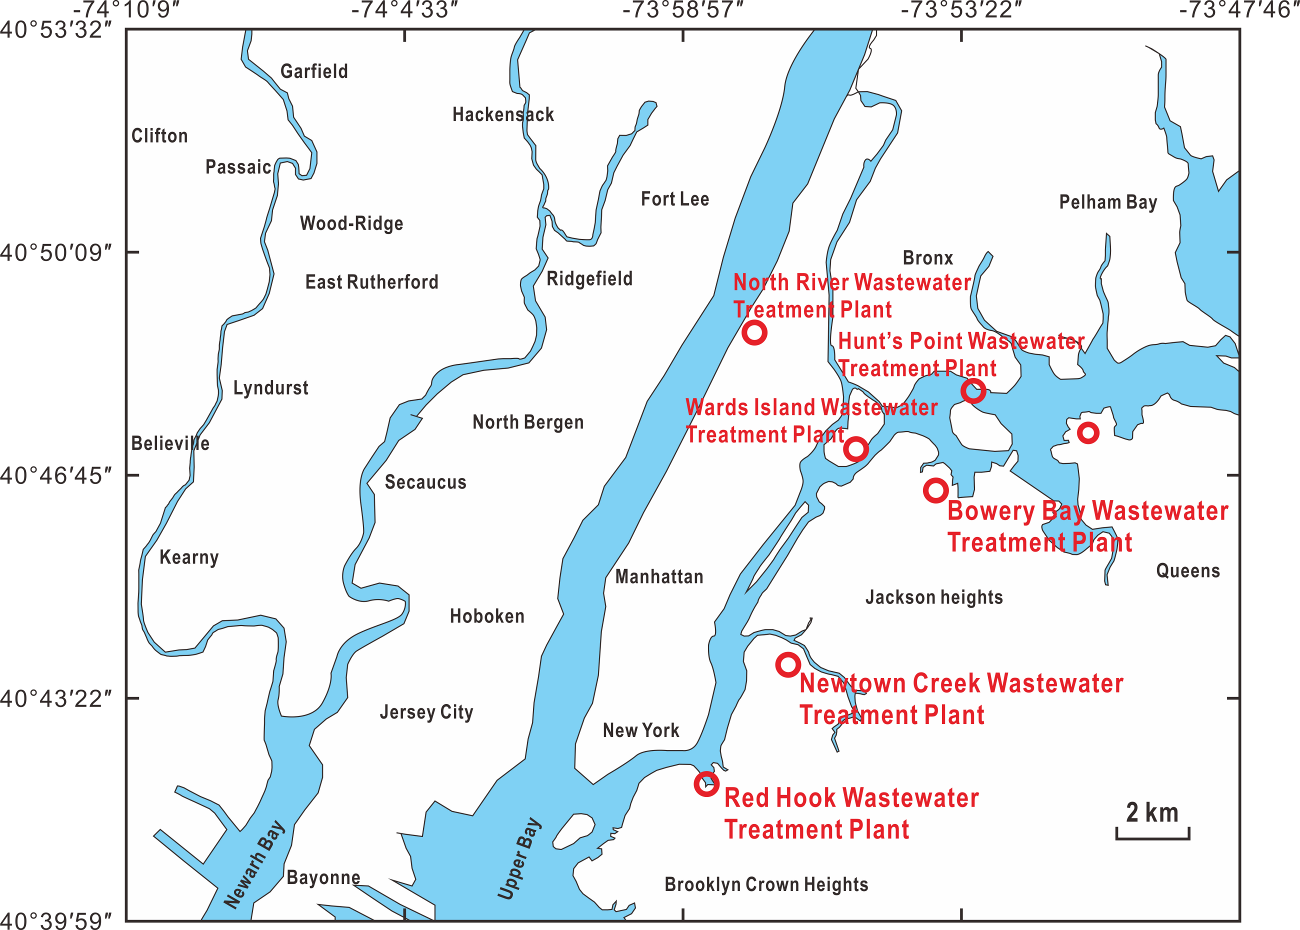 -74°10'9"
-74°4'33"
-73°58'57"
-73°53'22"
-73°47'46"
40°53'32"
Garfield
Hackensack
Clifton
Passaic
Fort Lee
Pelham Bay
Wood-Ridge
40°50'09"
Bronx
East Rutherford
Ridgefield
North River Wastewater
Treatment Plant
Hunt's Point Wastewater
Treatment Plant
Lyndurst
North Bergen
Wards Island Wastewater
Treatment Plant
Believille
40°46'45"
Secaucus
Bowery Bay Wastewater
Treatment Plant
Kearny
Manhattan
Queens
Jackson heights
Hoboken
40°43'22"
Newtown Creek Wastewater
Treatment Plant
Jersey City
New York
Red Hook Wastewater
Treatment Plant
2 km
Newarh Bay
Upper Bay
Bayonne
Brooklyn Crown Heights
40°39'59"